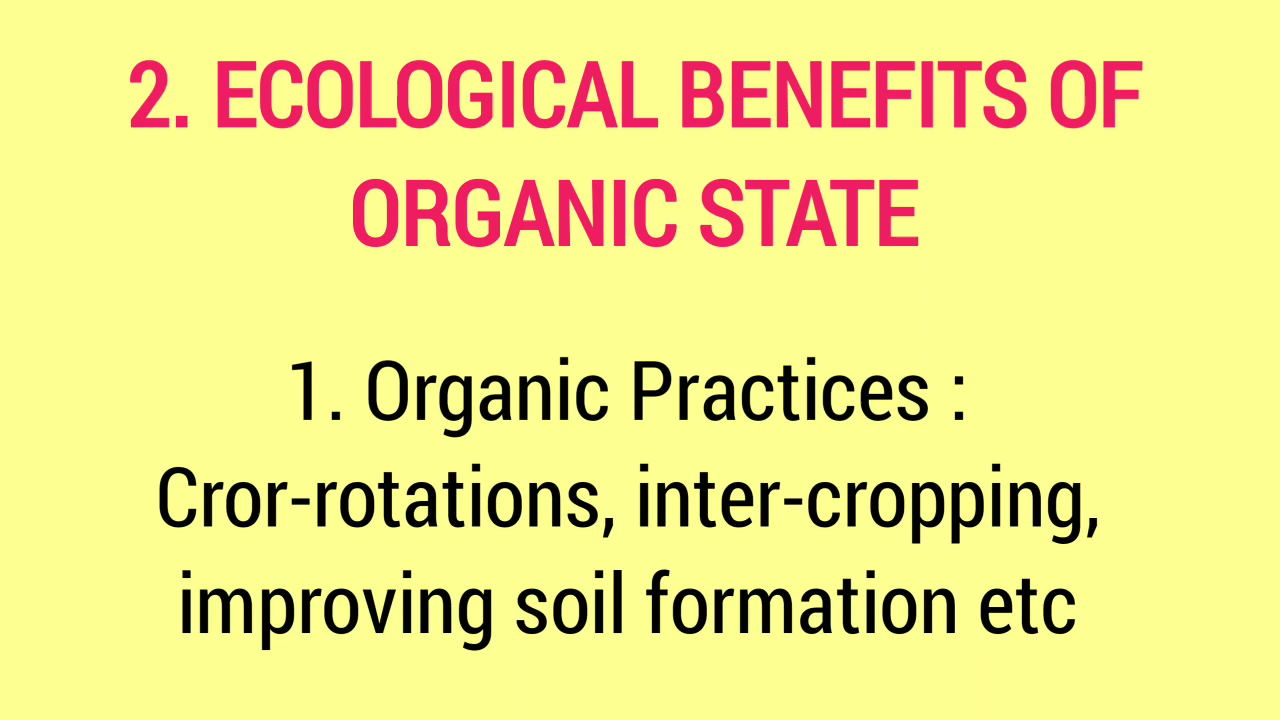 2. ECOLOGICAL BENEFITS OF
ORGANIC STATE
1. Organic Practices :
Cror-rotations, inter-cropping,
improving soil formation etc